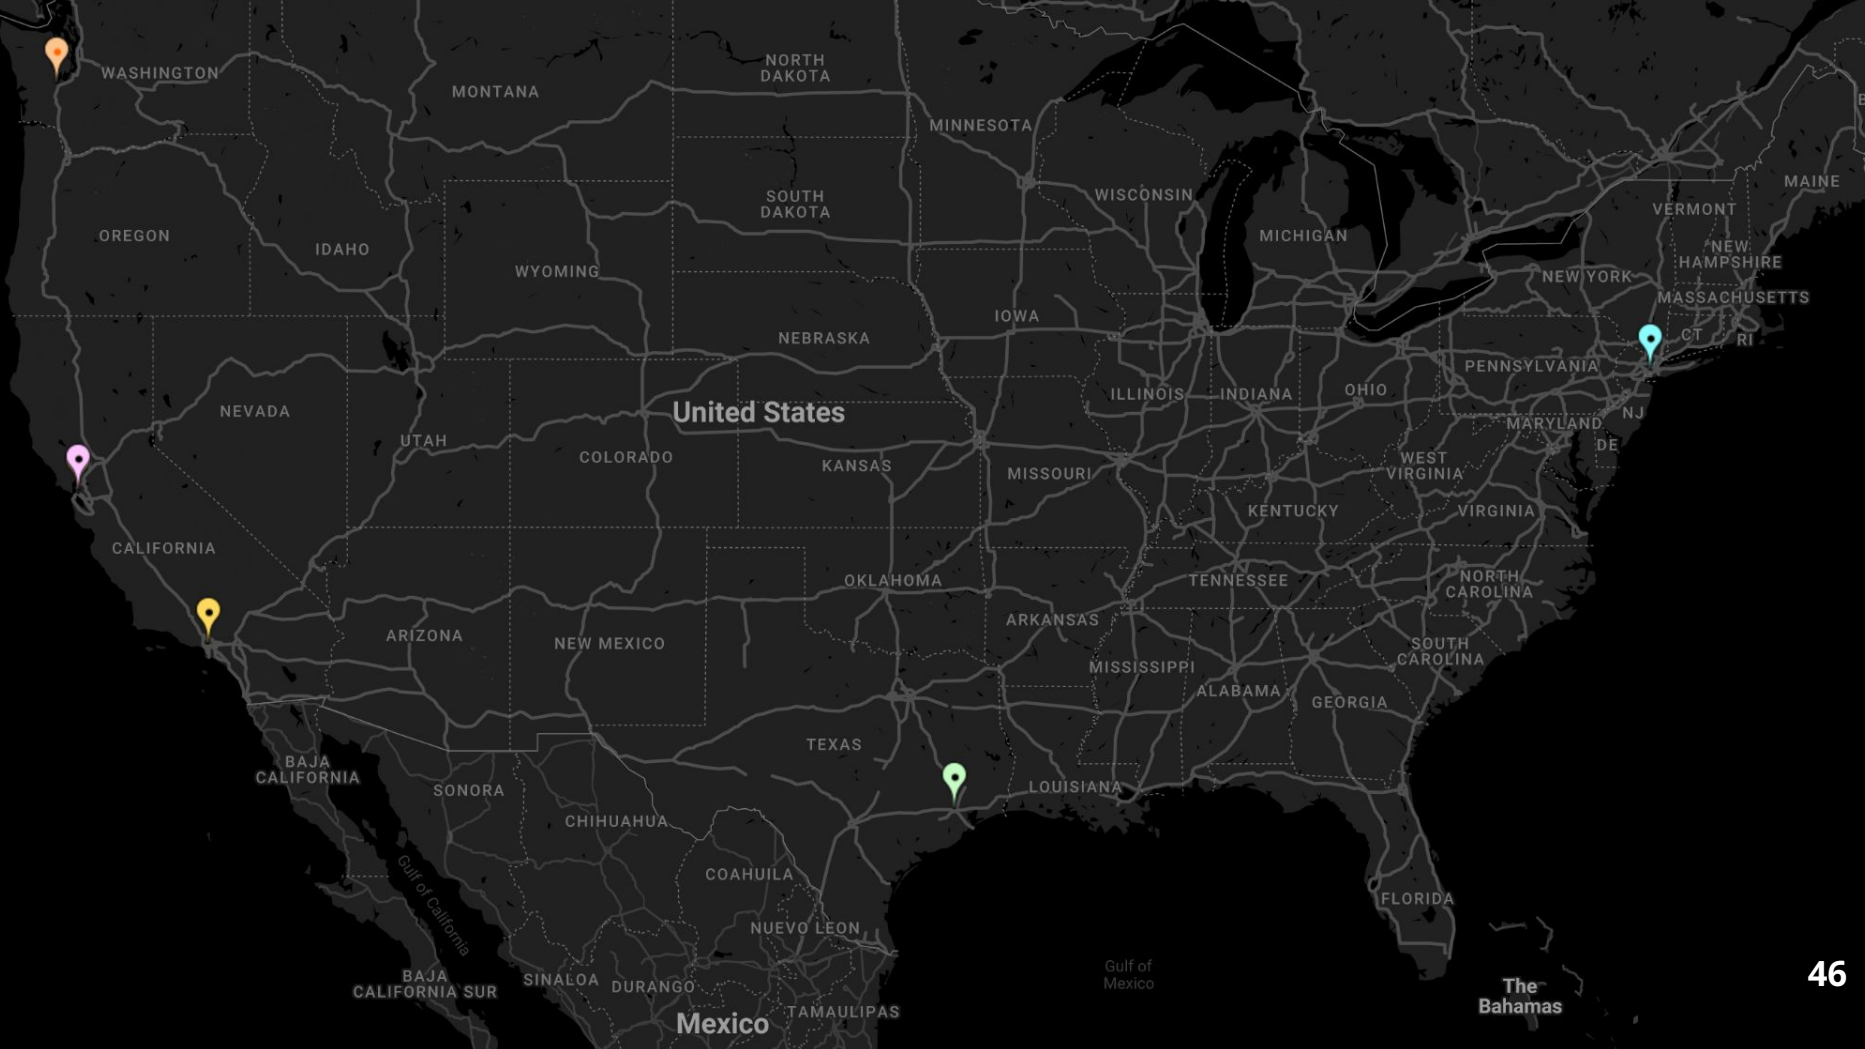 WASHINGTON
MONTANA
NORTH
DAKOTA
MINNESOTA
SOUTH
DAKOTA
WISCONSIN
MICHIGAN
MAINE
VERMONT
OREGON
IDAHO
WYOMING
NEW
HAMPSHIRE
NEW YORK
MASSACHUSETTS
IOWA
NEBRASKA
CT
RI
PENNSYLVANIA
ILLINOIS
INDIANA
OHIO
NEVADA
United States
NJ
MARYLAND
DE
UTAH
COLORADO
KANSAS
MISSOURI
WEST
VIRGINIA
KENTUCKY
VIRGINIA
CALIFORNIA
OKLAHOMA
TENNESSEE
NORTH
CAROLINA
ARKANSAS
ARIZONA
NEW MEXICO
SOUTH
CAROLINA
MISSISSIPPI
ALABAMA
GEORGIA
TEXAS
BAJA
CALIFORNIA
SONORA
LOUISIANA
CHIHUAHUA
COAHUILA
Gulf of California
FLORIDA
NUEVO LEON
Gulf of
Mexico
46
BAJA
CALIFORNIA SUR
SINALOA
DURANGO
The
Bahamas
TAMAULIPAS
Mexico